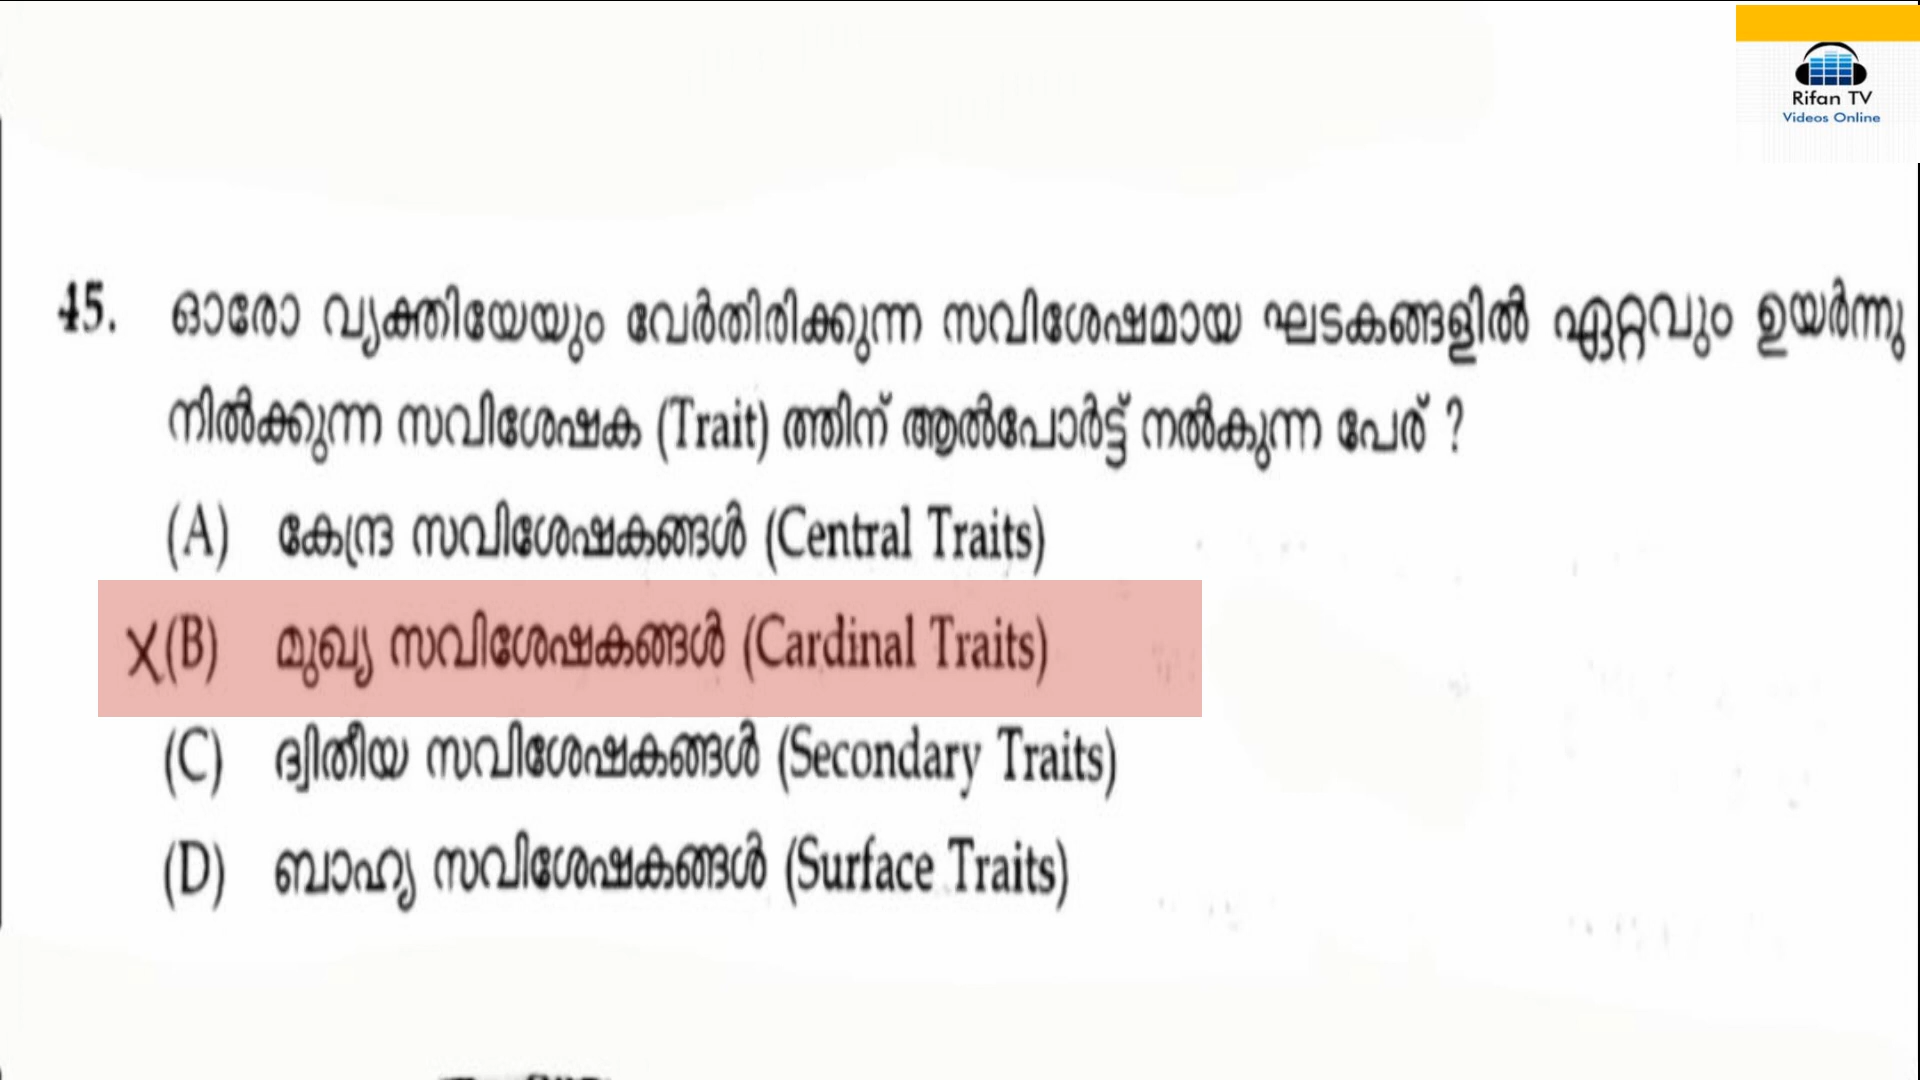 Rifan TV
Videos Online
45. ഓരോ വ്യക്തിയേയും വേർതിരിക്കുന്ന സവിശേഷമായ ഘടകങ്ങളിൽ ഏറ്റവും ഉയർന്നു
നിൽക്കുന്ന സവിശേഷക (Trait) ത്തിന് ആൽപോർട്ട് നൽകുന്ന പേര് ?
(A) കേന്ദ്ര സവിശേഷകങ്ങൾ (Central Traits)
X(B) മുഖ്യ സവിശേഷകങ്ങൾ (Cardinal Traits)
(C) ദ്വിതീയ സവിശേഷകങ്ങൾ (Secondary Traits)
(D) ബാഹ്യ സവിശേഷകങ്ങൾ (Surface Traits)